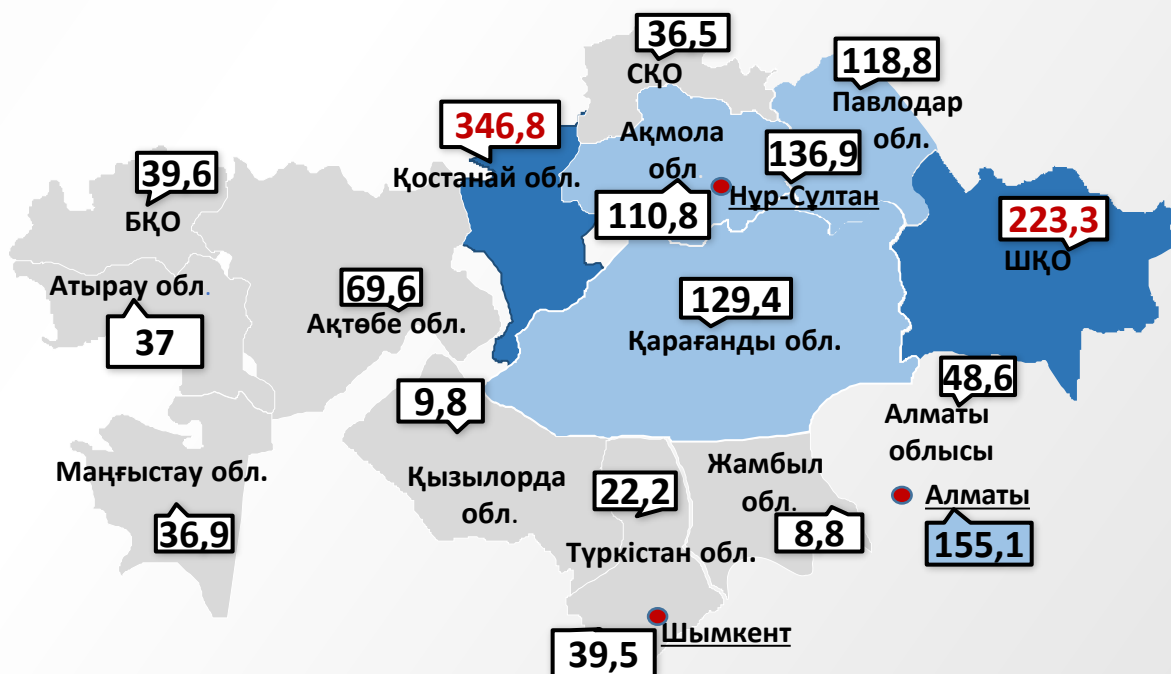 36,5
СҚО
118,8
Павлодар
обл.
346,8
Қостанай обл.
Ақмола
обл
110,8
136,9
Нұр-Сұлтан
39,6
БҚО
223,3
ШҚО
Атырау обл.
37
69,6
Ақтөбе обл.
129,4
Қарағанды обл.
48,6
Алматы
облысы
9,8
Қызылорда
обл.
Маңғыстау обл.
36,9
22,2
Түркістан обл.
Жамбыл
обл.
8,8
Алматы
155,1
Шымкент
39,5